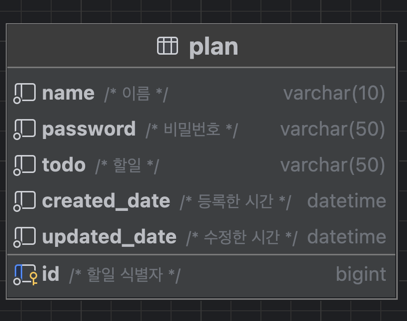 plan
name /* 이름 */ varchar(10)
password /* 비밀번호 */ varchar(50)
todo /* 할일 */ varchar(50)
created_date /* 등록한 시간 */ datetime
updated_date /* 수정한 시간 */ datetime
id /* 할일 식별자 */ bigint